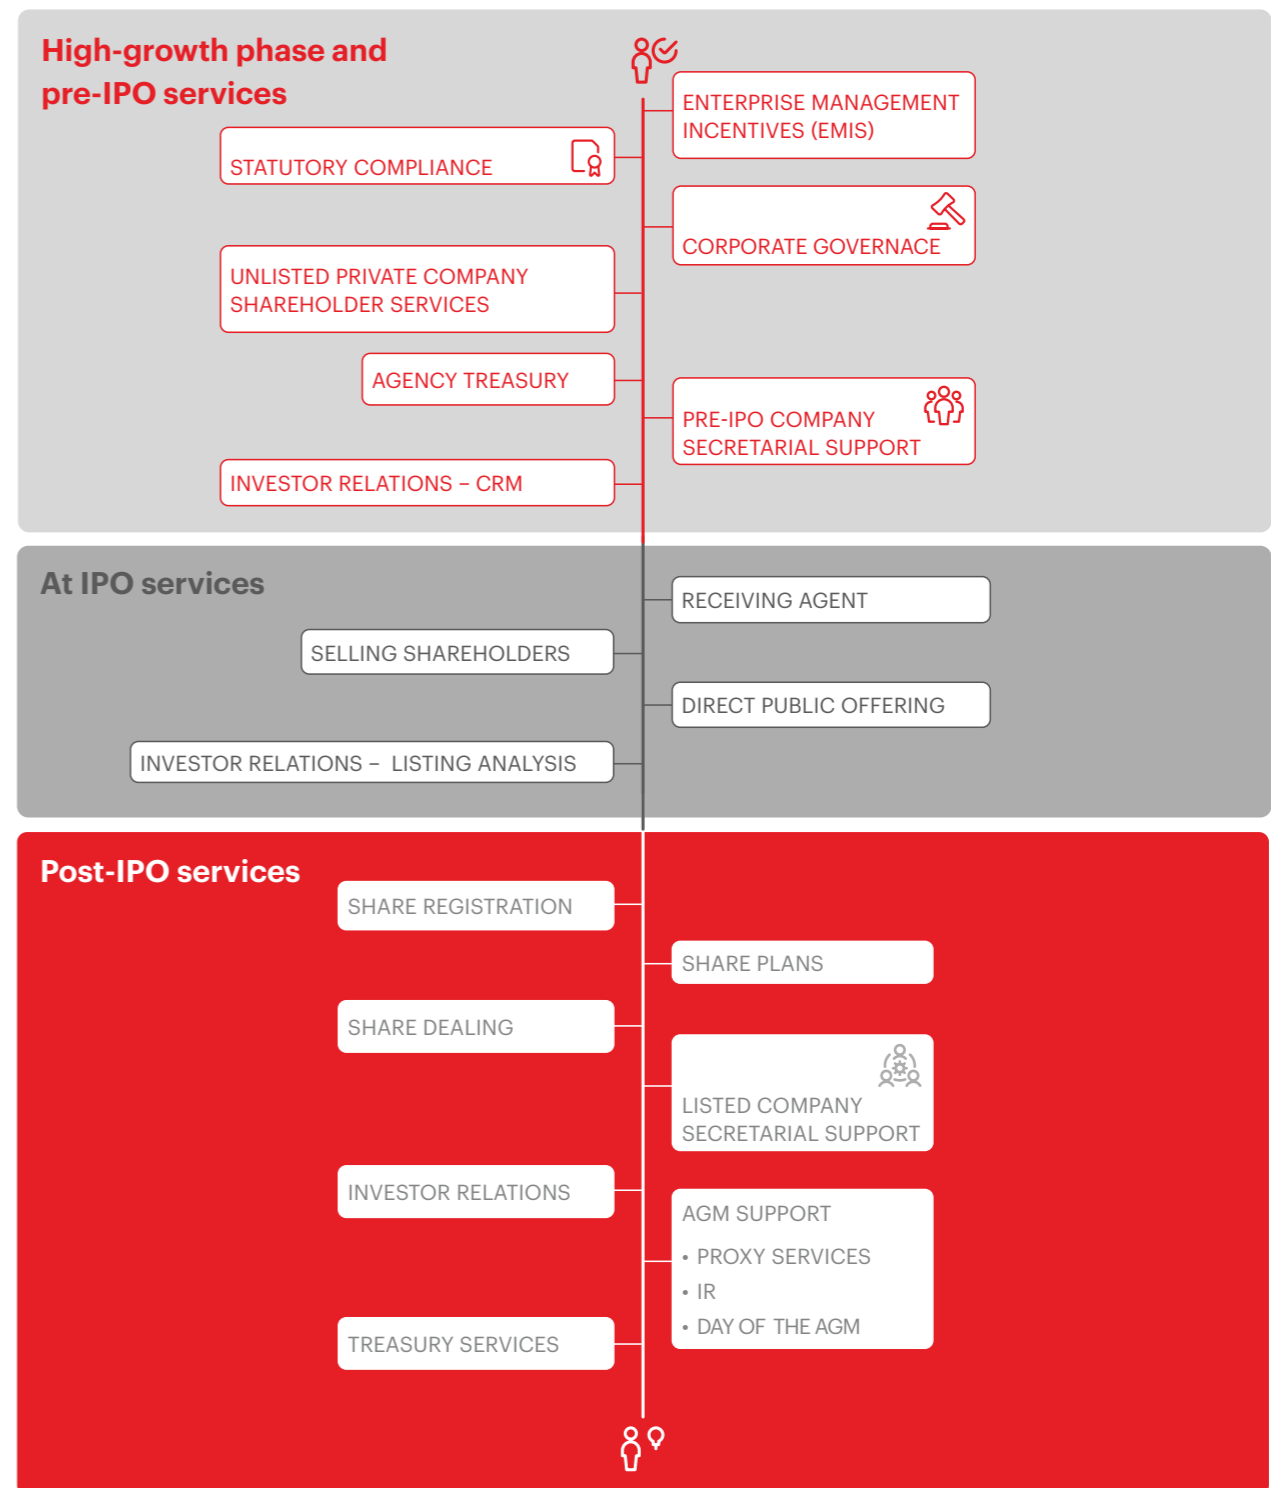 High-growth phase and
pre-IPO services
ENTERPRISE MANAGEMENT
INCENTIVES (EMIS)
STATUTORY COMPLIANCE
CORPORATE GOVERNACE
UNLISTED PRIVATE COMPANY
SHAREHOLDER SERVICES
AGENCY TREASURY
PRE-IPO COMPANY
SECRETARIAL SUPPORT
INVESTOR RELATIONS – CRM
At IPO services
RECEIVING AGENT
SELLING SHAREHOLDERS
DIRECT PUBLIC OFFERING
INVESTOR RELATIONS – LISTING ANALYSIS
Post-IPO services
SHARE REGISTRATION
SHARE PLANS
SHARE DEALING
LISTED COMPANY
SECRETARIAL SUPPORT
INVESTOR RELATIONS
AGM SUPPORT
• PROXY SERVICES
• IR
• DAY OF THE AGM
TREASURY SERVICES